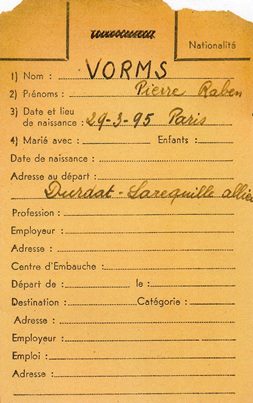 Nationalité
1) Nom : VORMS
2) Prénoms : Pierre Raben
3) Date et lieu
de naissance : 29-3-95 Paris
4) Marié avec : Enfants :
Date de naissance :
Adresse au départ :
Durdat-Larequille allie
Profession :
Employeur :
Adresse :
Centre d'Embauche :
Départ de : le :
Destination : Catégorie :
Adresse :
Employeur :
Emploi :
Adresse :